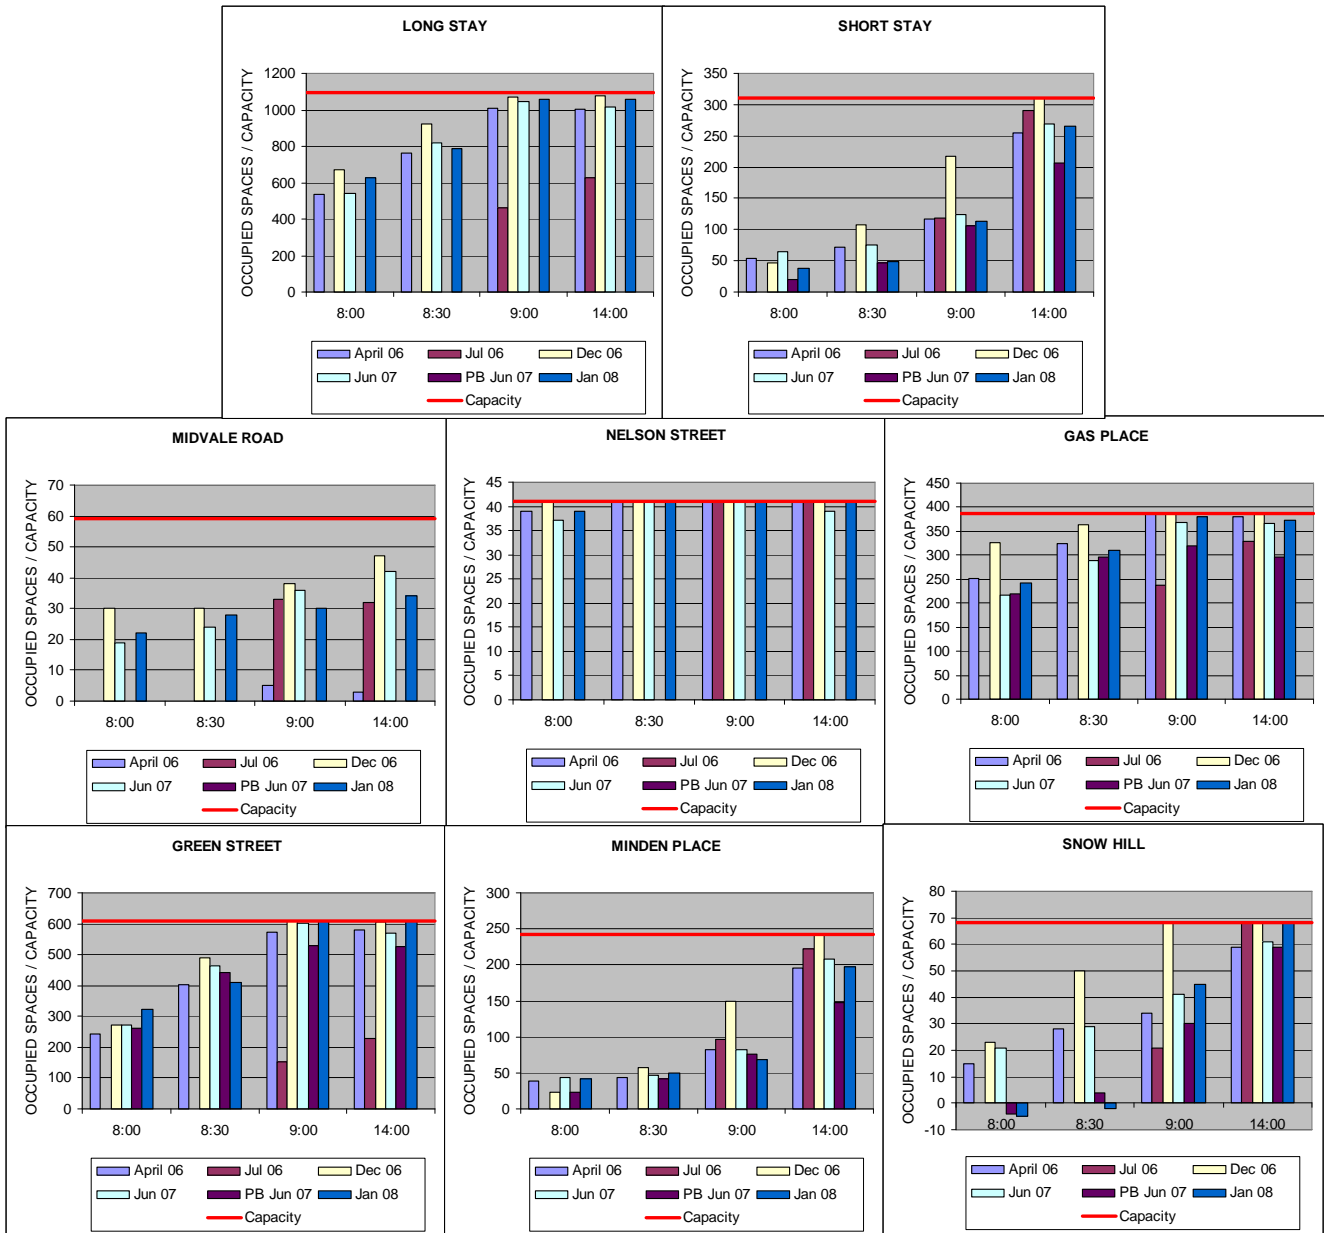 LONG STAY
OCCUPIED SPACES / CAPACITY
1200
1000
800
600
400
200
0
8:00 8:30 9:00 14:00
April 06 Jul 06 Dec 06
Jun 07 PB Jun 07 Jan 08
Capacity
SHORT STAY
OCCUPIED SPACES / CAPACITY
350
300
250
200
150
100
50
0
8:00 8:30 9:00 14:00
April 06 Jul 06 Dec 06
Jun 07 PB Jun 07 Jan 08
Capacity
MIDVALE ROAD
OCCUPIED SPACES / CAPACITY
70
60
50
40
30
20
10
0
8:00 8:30 9:00 14:00
April 06 Jul 06 Dec 06
Jun 07 PB Jun 07 Jan 08
Capacity
NELSON STREET
OCCUPIED SPACES / CAPACITY
45
40
35
30
25
20
15
10
5
0
8:00 8:30 9:00 14:00
April 06 Jul 06 Dec 06
Jun 07 PB Jun 07 Jan 08
Capacity
GAS PLACE
OCCUPIED SPACES / CAPACITY
450
400
350
300
250
200
150
100
50
0
8:00 8:30 9:00 14:00
April 06 Jul 06 Dec 06
Jun 07 PB Jun 07 Jan 08
Capacity
GREEN STREET
OCCUPIED SPACES / CAPACITY
700
600
500
400
300
200
100
0
8:00 8:30 9:00 14:00
April 06 Jul 06 Dec 06
Jun 07 PB Jun 07 Jan 08
Capacity
MINDEN PLACE
OCCUPIED SPACES / CAPACITY
300
250
200
150
100
50
0
8:00 8:30 9:00 14:00
April 06 Jul 06 Dec 06
Jun 07 PB Jun 07 Jan 08
Capacity
SNOW HILL
OCCUPIED SPACES / CAPACITY
80
70
60
50
40
30
20
10
0
-10
8:00 8:30 9:00 14:00
April 06 Jul 06 Dec 06
Jun 07 PB Jun 07 Jan 08
Capacity